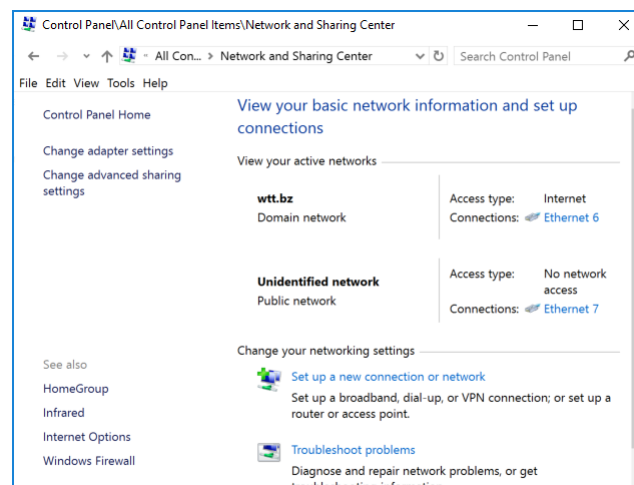 Control Panel\All Control Panel Items\Network and Sharing Center
All Con... > Network and Sharing Center
Search Control Panel
File Edit View Tools Help
Control Panel Home
Change adapter settings
Change advanced sharing
settings
View your basic network information and set up
connections
View your active networks
wtt.bz
Domain network
Access type: Internet
Connections: Ethernet 6
Unidentified network
Public network
Access type: No network
access
Connections: Ethernet 7
Change your networking settings
Set up a new connection or network
Set up a broadband, dial-up, or VPN connection; or set up a
router or access point.
Troubleshoot problems
Diagnose and repair network problems, or get
See also
HomeGroup
Infrared
Internet Options
Windows Firewall